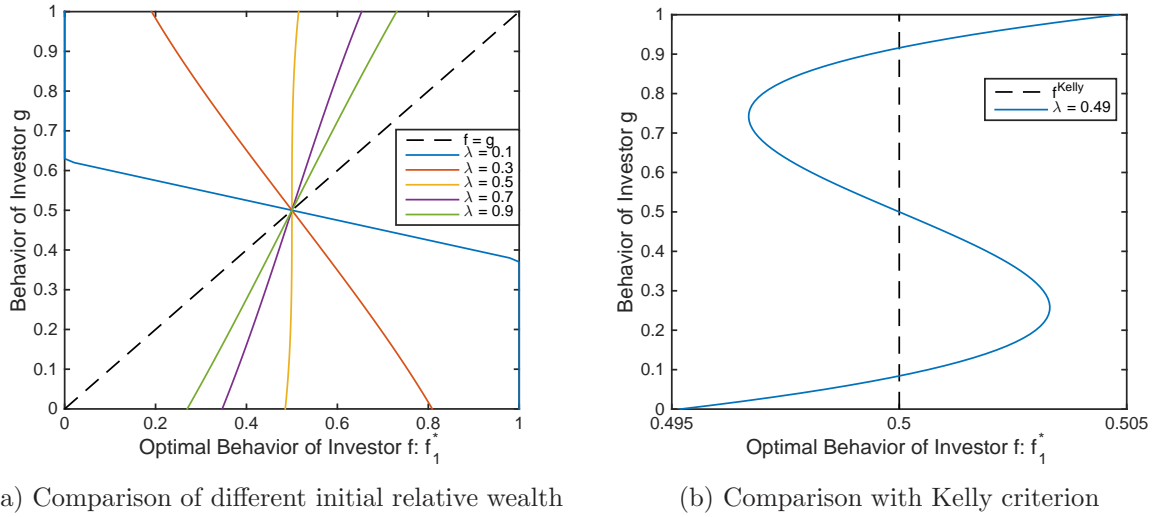 1
0.9
0.8
0.7
0.6
0.5
0.4
0.3
0.2
0.1
0
Behavior of Investor g
f = g
λ = 0.1
λ = 0.3
λ = 0.5
λ = 0.7
λ = 0.9
0 0.2 0.4 0.6 0.8 1
Optimal Behavior of Investor f: f₁*
a) Comparison of different initial relative wealth
1
0.9
0.8
0.7
0.6
0.5
0.4
0.3
0.2
0.1
0
Behavior of Investor g
f^Kelly
λ = 0.49
0.495 0.5 0.505
Optimal Behavior of Investor f: f₁*
(b) Comparison with Kelly criterion